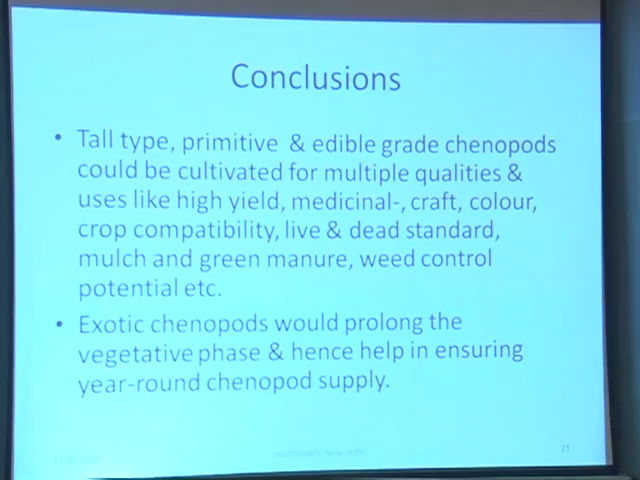 Conclusions
• Tall type, primitive & edible grade chenopods
could be cultivated for multiple qualities &
uses like high yield, medicinal-, craft, colour,
crop compatibility, live & dead standard,
mulch and green manure, weed control
potential etc.
• Exotic chenopods would prolong the
vegetative phase & hence help in ensuring
year-round chenopod supply.
21